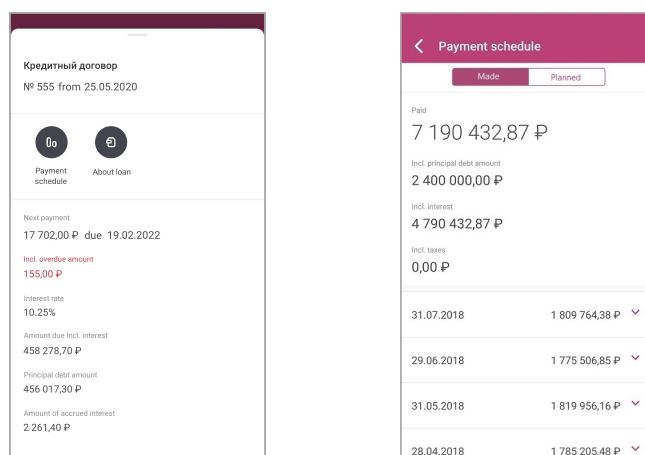 Кредитный договор
№ 555 from 25.05.2020
Payment schedule
About loan
Next payment
17 702,00 ₽ due 19.02.2022
Incl. overdue amount
155,00 ₽
Interest rate
10.25%
Amount due Incl. interest
458 278,70 ₽
Principal debt amount
456 017,30 ₽
Amount of accrued interest
2 261,40 ₽
Payment schedule
Made Planned
Paid
7 190 432,87 ₽
Incl. principal debt amount
2 400 000,00 ₽
Incl. interest
4 790 432,87 ₽
Incl. taxes
0,00 ₽
31.07.2018 1 809 764,38 ₽
29.06.2018 1 775 506,85 ₽
31.05.2018 1 819 956,16 ₽
28.04.2018 1 785 205,48 ₽